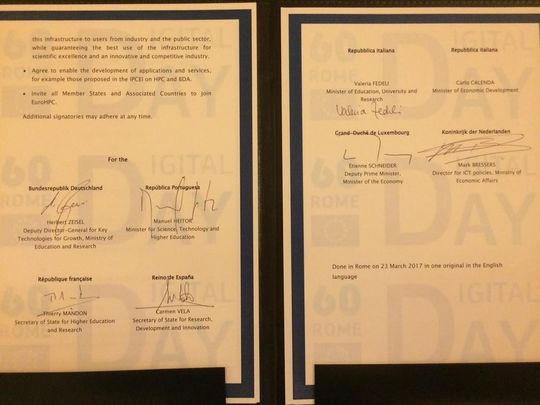 this infrastructure to users from industry and the public sector,
while guaranteeing the best use of the infrastructure for
scientific excellence and an innovative and competitive industry.
• Agree to enable the development of applications and services,
for example those proposed in the IPCEI on HPC and BDA.
• Invite all Member States and Associated Countries to join
EuroHPC.
Additional signatories may adhere at any time.
For the
Bundesrepublik Deutschland
Herbert ZEISEL
Deputy Director-General for Key
Technologies for Growth, Ministry of
Education and Research
República Portuguesa
Manuel HEITOR
Minister for Science, Technology and
Higher Education
République française
Thierry MANDON
Secretary of State for Higher Education
and Research
Reino de España
Carmen VELA
Secretary of State for Research,
Development and Innovation
Repubblica Italiana
Valeria FEDELI
Minister of Education, University and
Research
Valeria Fedeli
Repubblica italiana
Carlo CALENDA
Minister of Economic Development
Grand-Duché de Luxembourg
Etienne SCHNEIDER
Deputy Prime Minister,
Minister of the Economy
Koninkrijk der Nederlanden
Mark BRESSERS
Director for ICT policies, Ministry of
Economic Affairs
Done in Rome on 23 March 2017 in one original in the English
language
60
ROME
DIGITAL
DAY